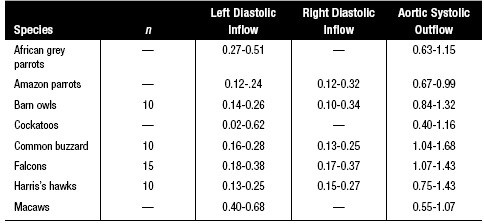 Left Diastolic Right Diastolic Aortic Systolic
Species n Inflow Inflow Outflow
African grey — 0.27-0.51 — 0.63-1.15
parrots
Amazon parrots — 0.12-.24 0.12-0.32 0.67-0.99
Barn owls 10 0.14-0.26 0.10-0.34 0.84-1.32
Cockatoos — 0.02-0.62 — 0.40-1.16
Common buzzard 10 0.16-0.28 0.13-0.25 1.04-1.68
Falcons 15 0.18-0.38 0.17-0.37 1.07-1.43
Harris's hawks 10 0.13-0.25 0.15-0.27 0.75-1.43
Macaws — 0.40-0.68 — 0.55-1.07